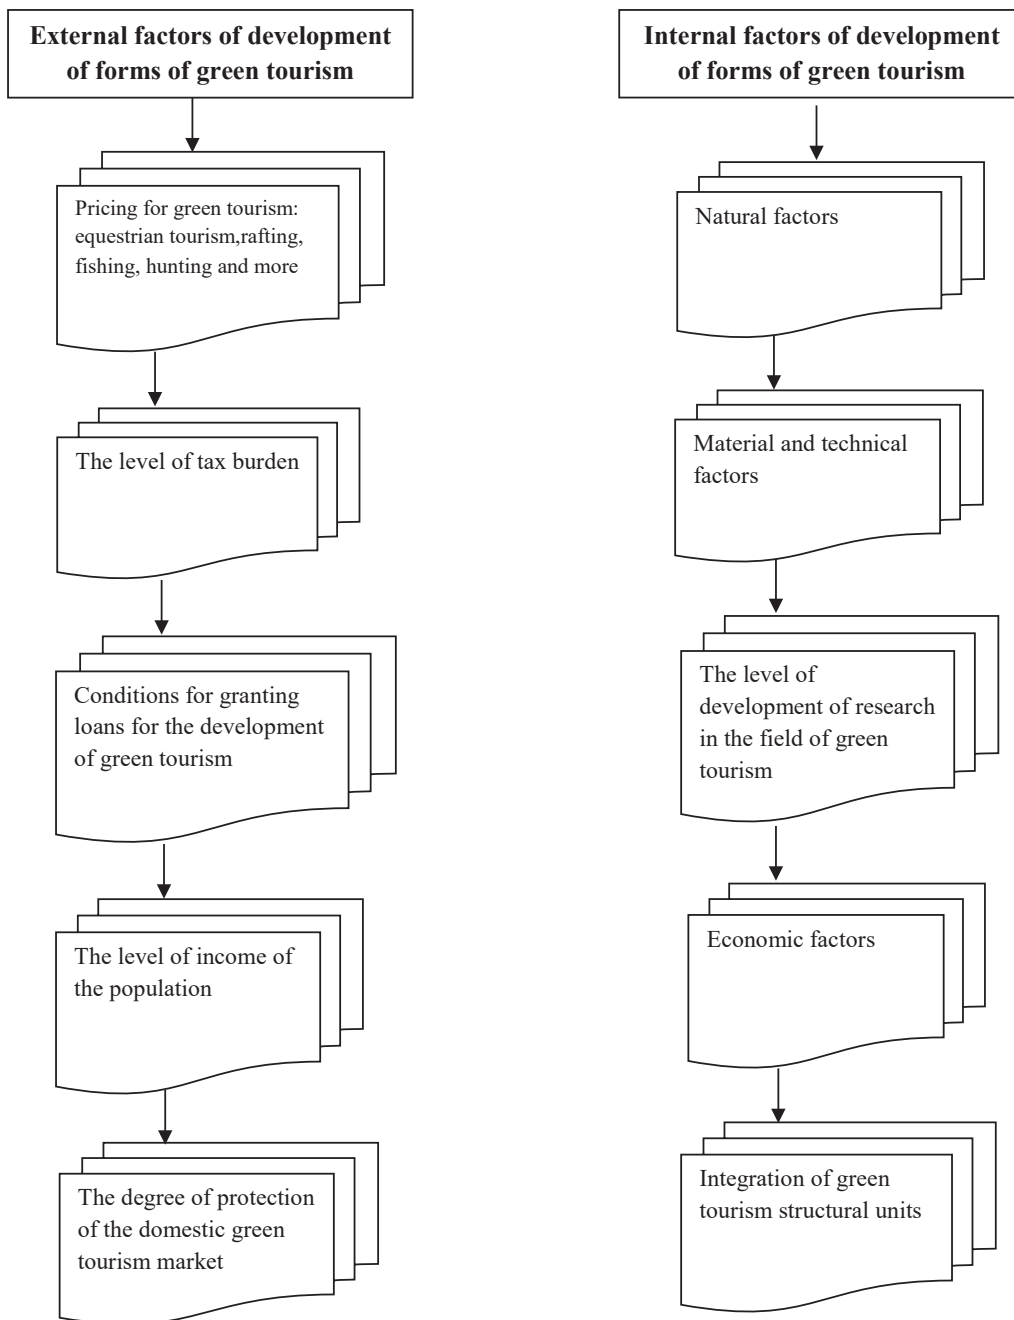 External factors of development
of forms of green tourism
Pricing for green tourism:
equestrian tourism,rafting,
fishing, hunting and more
The level of tax burden
Conditions for granting
loans for the development
of green tourism
The level of income of
the population
The degree of protection
of the domestic green
tourism market
Internal factors of development
of forms of green tourism
Natural factors
Material and technical
factors
The level of
development of research
in the field of green
tourism
Economic factors
Integration of green
tourism structural units